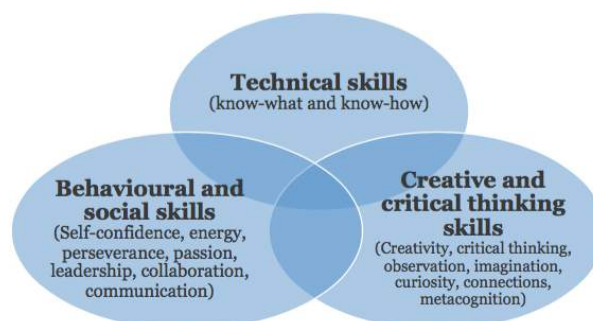 Technical skills
(know-what and know-how)
Behavioural and
social skills
(Self-confidence, energy,
perseverance, passion,
leadership, collaboration,
communication)
Creative and
critical thinking
skills
(Creativity, critical thinking,
observation, imagination,
curiosity, connections,
metacognition)